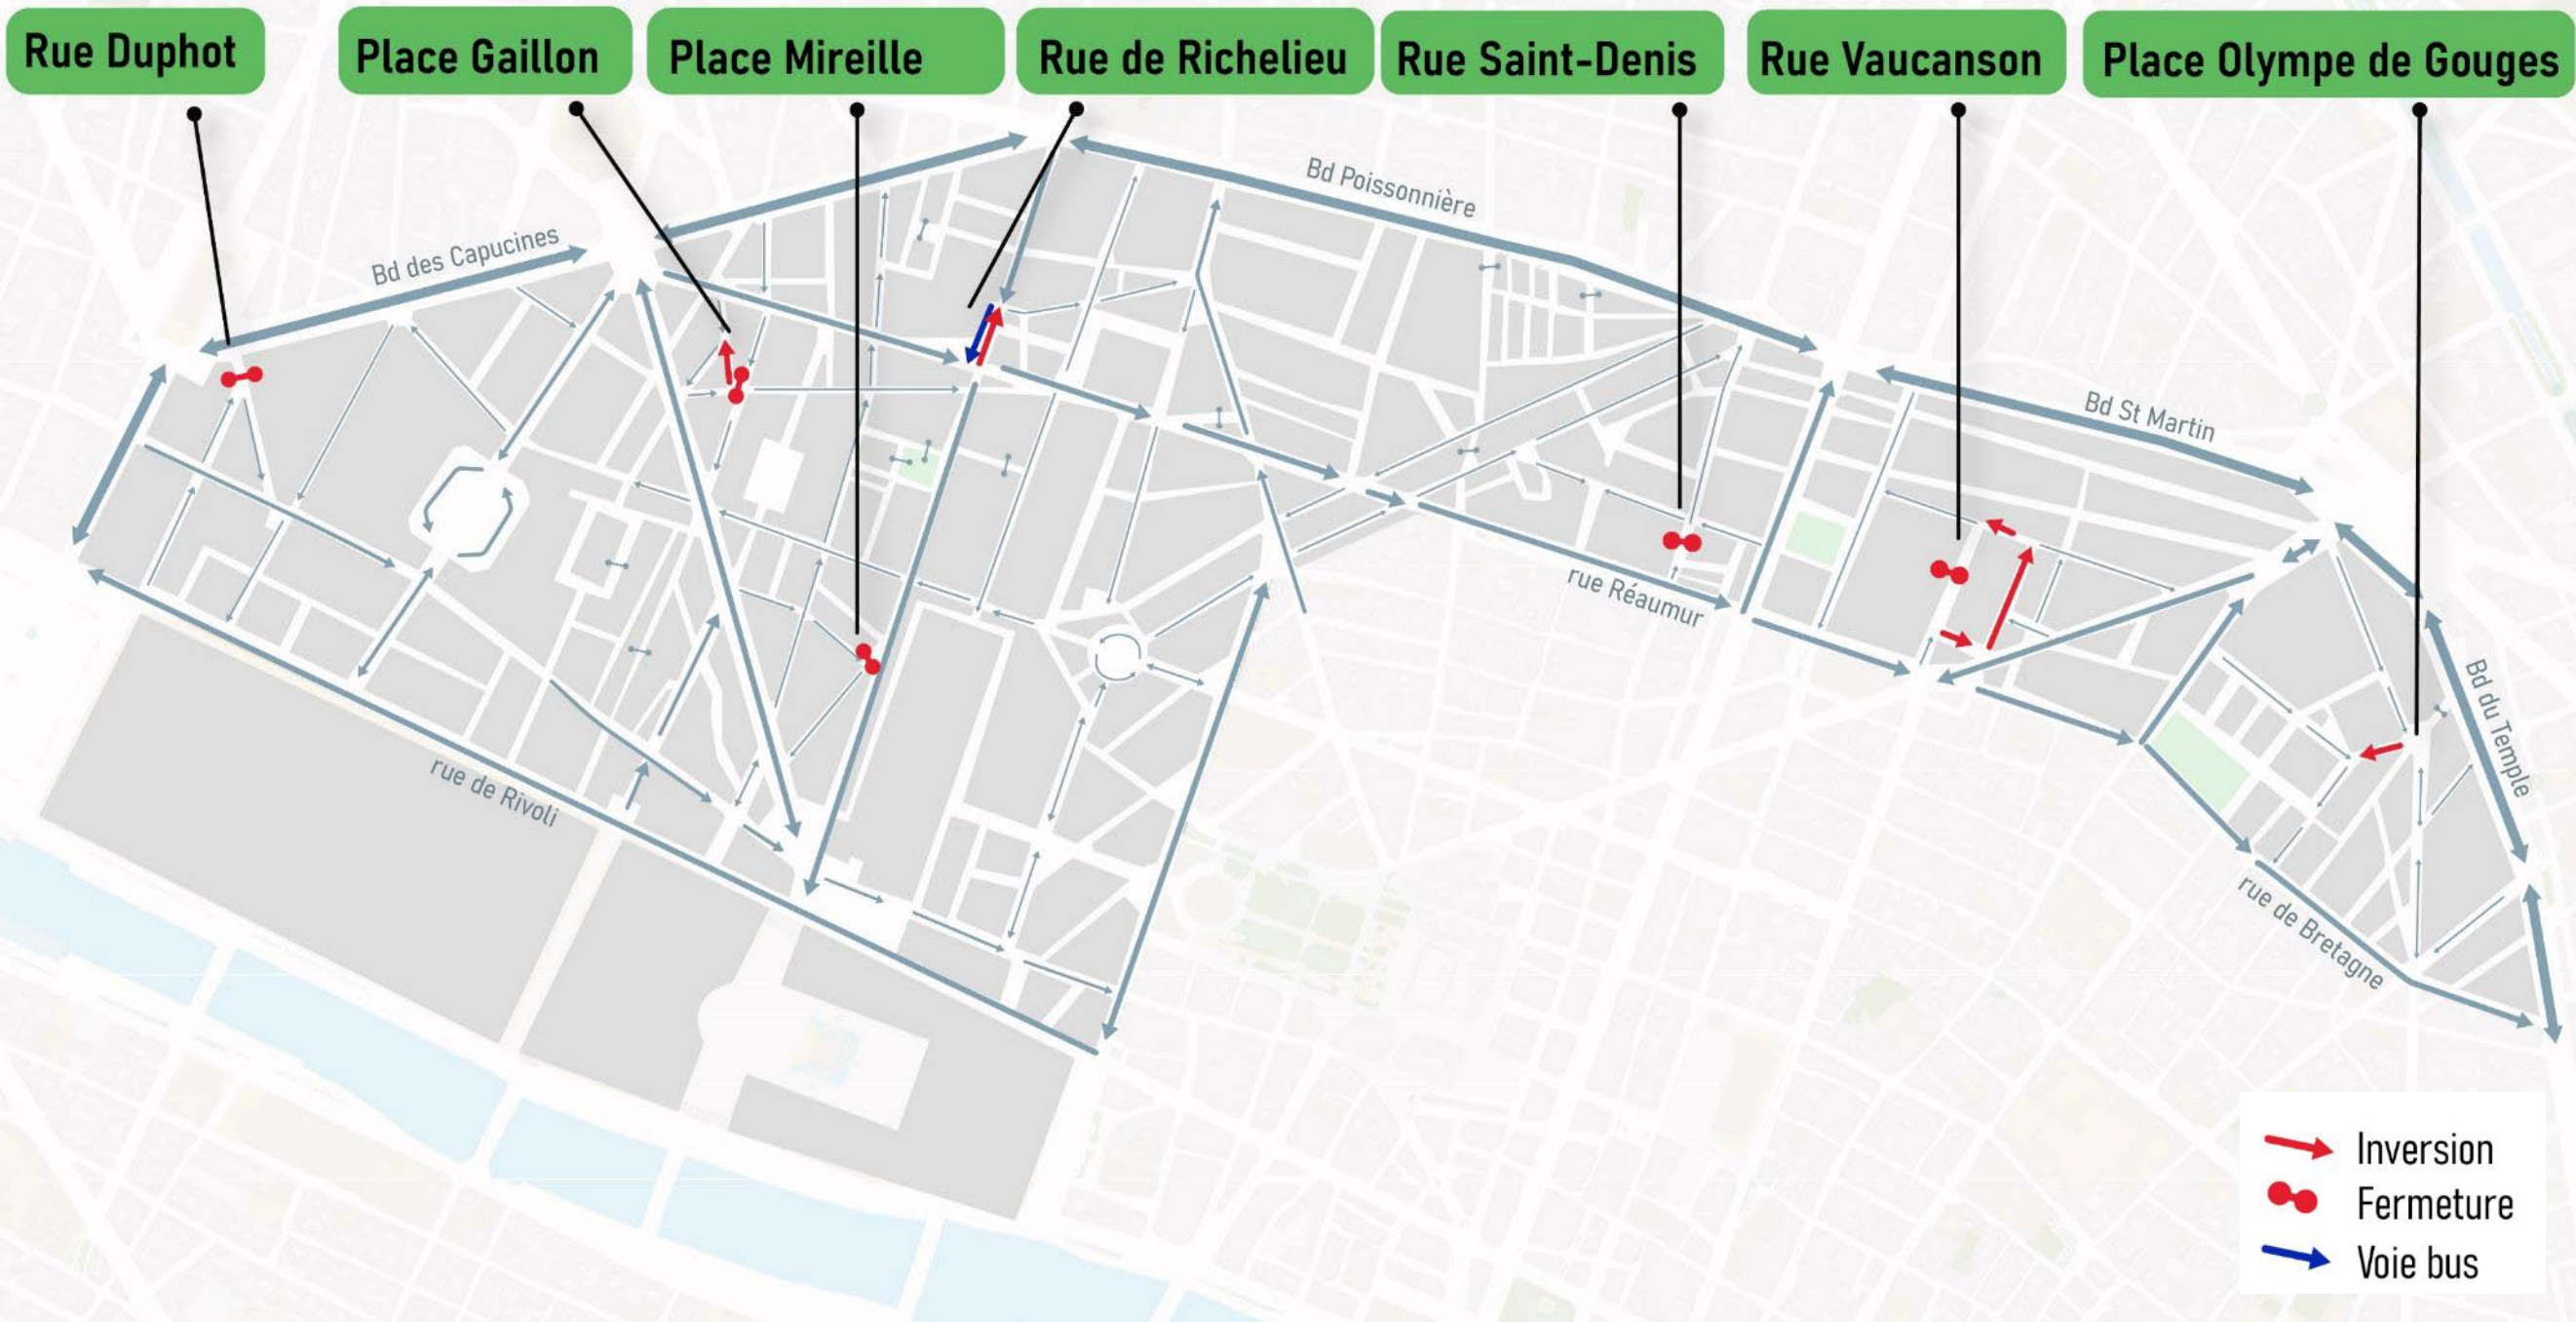 Rue Duphot
Place Gaillon
Place Mireille
Rue de Richelieu
Rue Saint-Denis
Rue Vaucanson
Place Olympe de Gouges
Bd Poissonnière
Bd des Capucines
Bd St Martin
rue Réaumur
Bd du Temple
rue de Rivoli
rue de Bretagne
Inversion
Fermeture
Voie bus